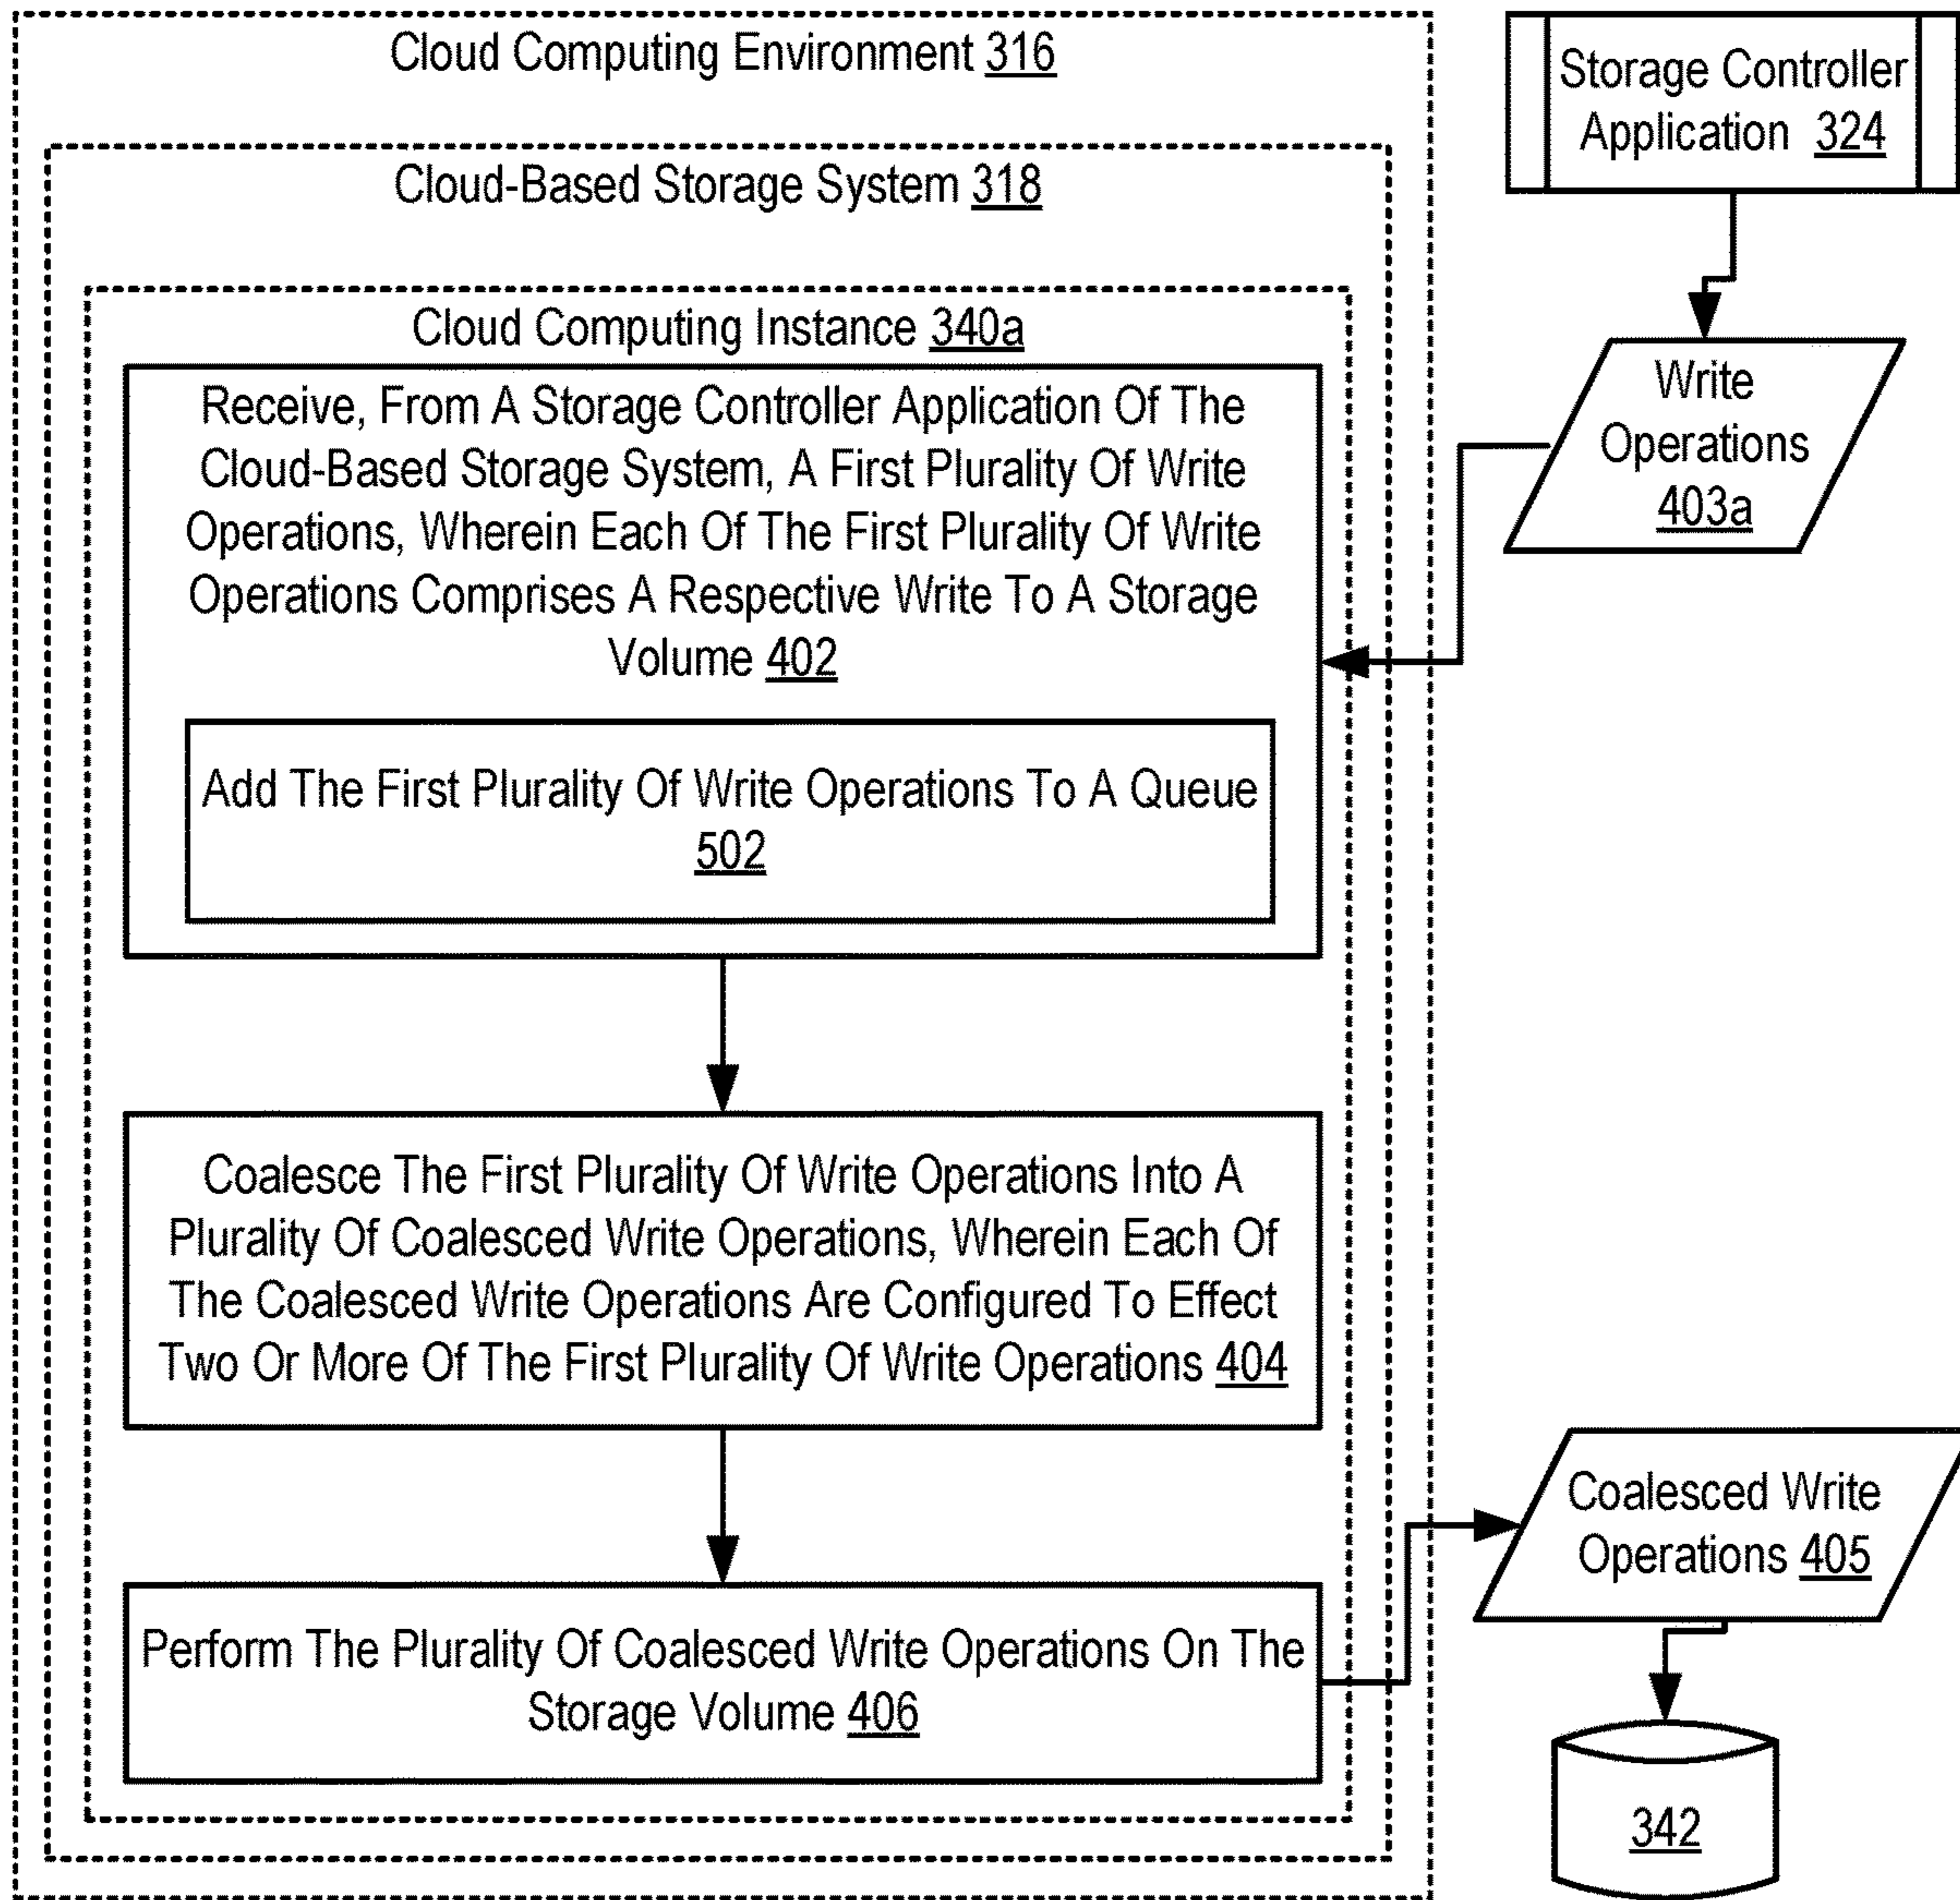 Cloud Computing Environment 316
Cloud-Based Storage System 318
Cloud Computing Instance 340a
Receive, From A Storage Controller Application Of The
Cloud-Based Storage System, A First Plurality Of Write
Operations, Wherein Each Of The First Plurality Of Write
Operations Comprises A Respective Write To A Storage
Volume 402
Add The First Plurality Of Write Operations To A Queue
502
Coalesce The First Plurality Of Write Operations Into A
Plurality Of Coalesced Write Operations, Wherein Each Of
The Coalesced Write Operations Are Configured To Effect
Two Or More Of The First Plurality Of Write Operations 404
Perform The Plurality Of Coalesced Write Operations On The
Storage Volume 406
Storage Controller
Application 324
Write
Operations
403a
Coalesced Write
Operations 405
342